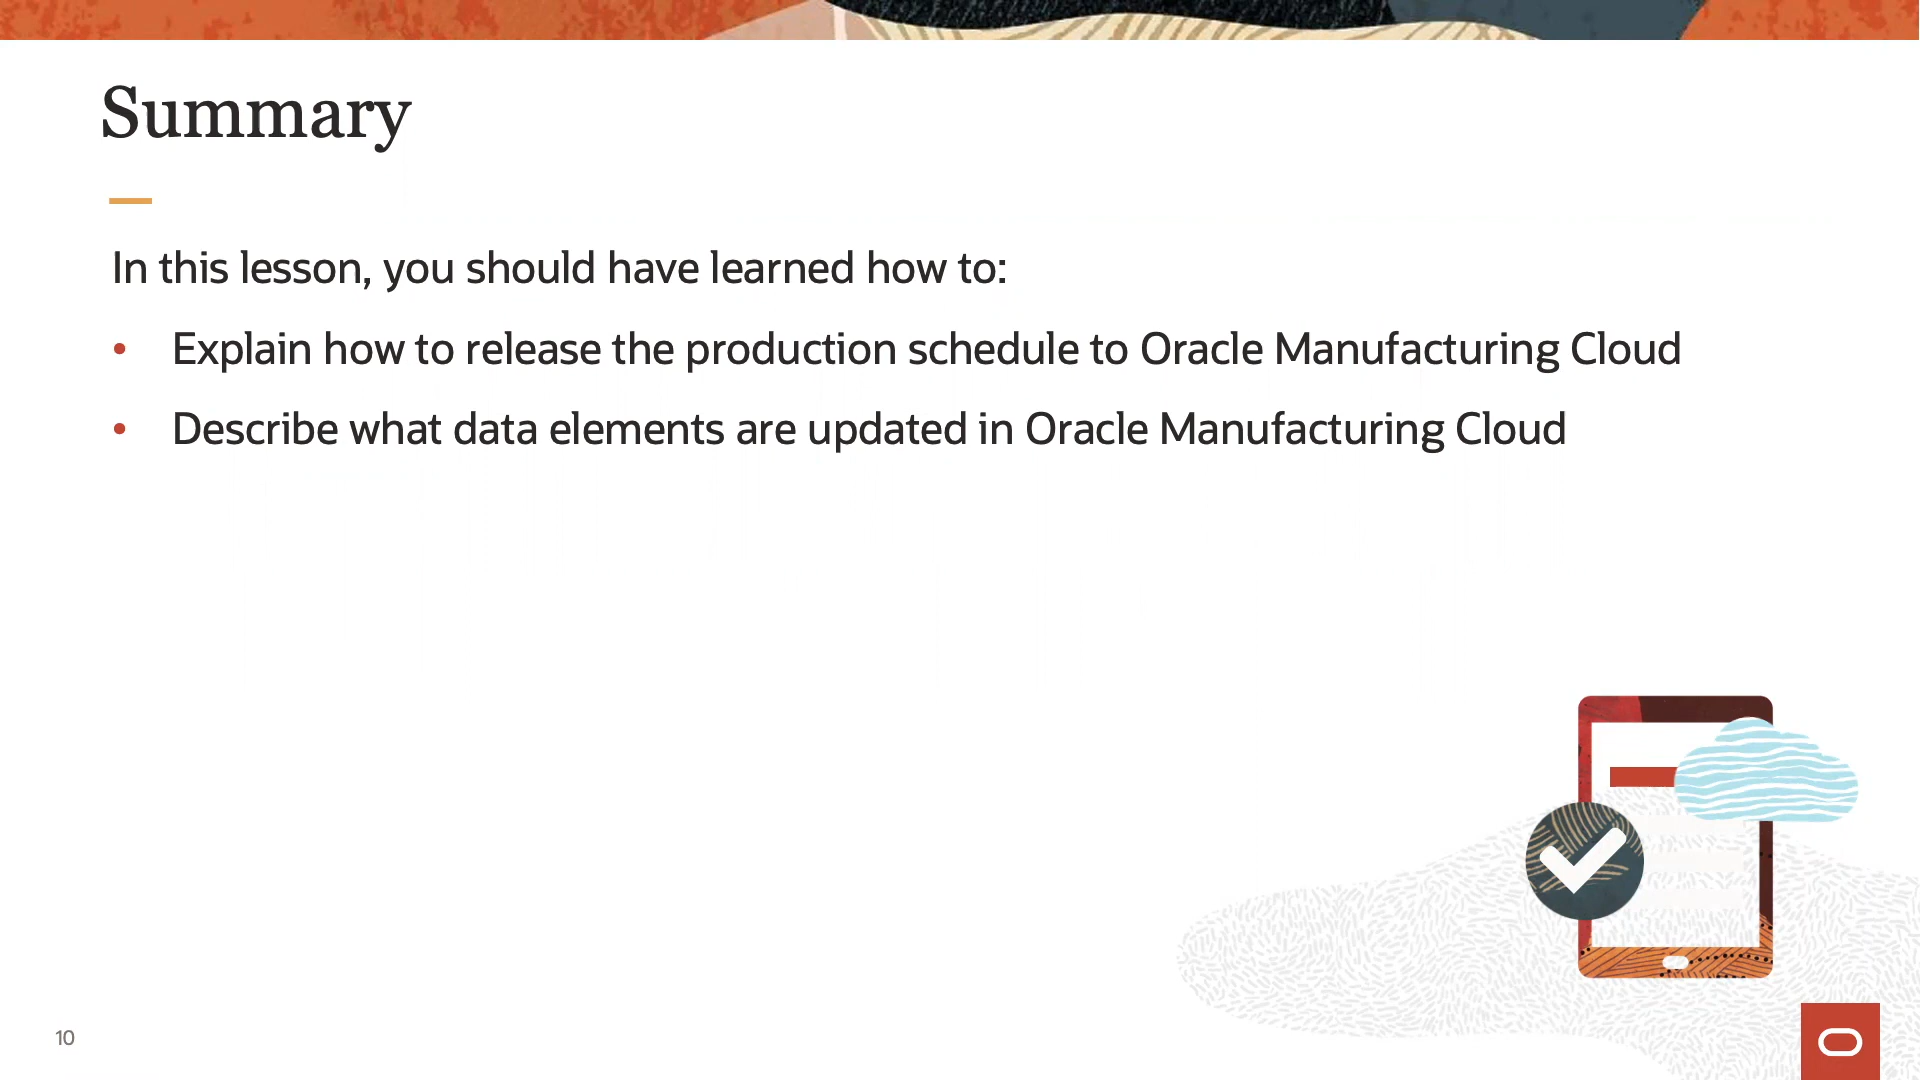 Summary
In this lesson, you should have learned how to:
• Explain how to release the production schedule to Oracle Manufacturing Cloud
• Describe what data elements are updated in Oracle Manufacturing Cloud
10